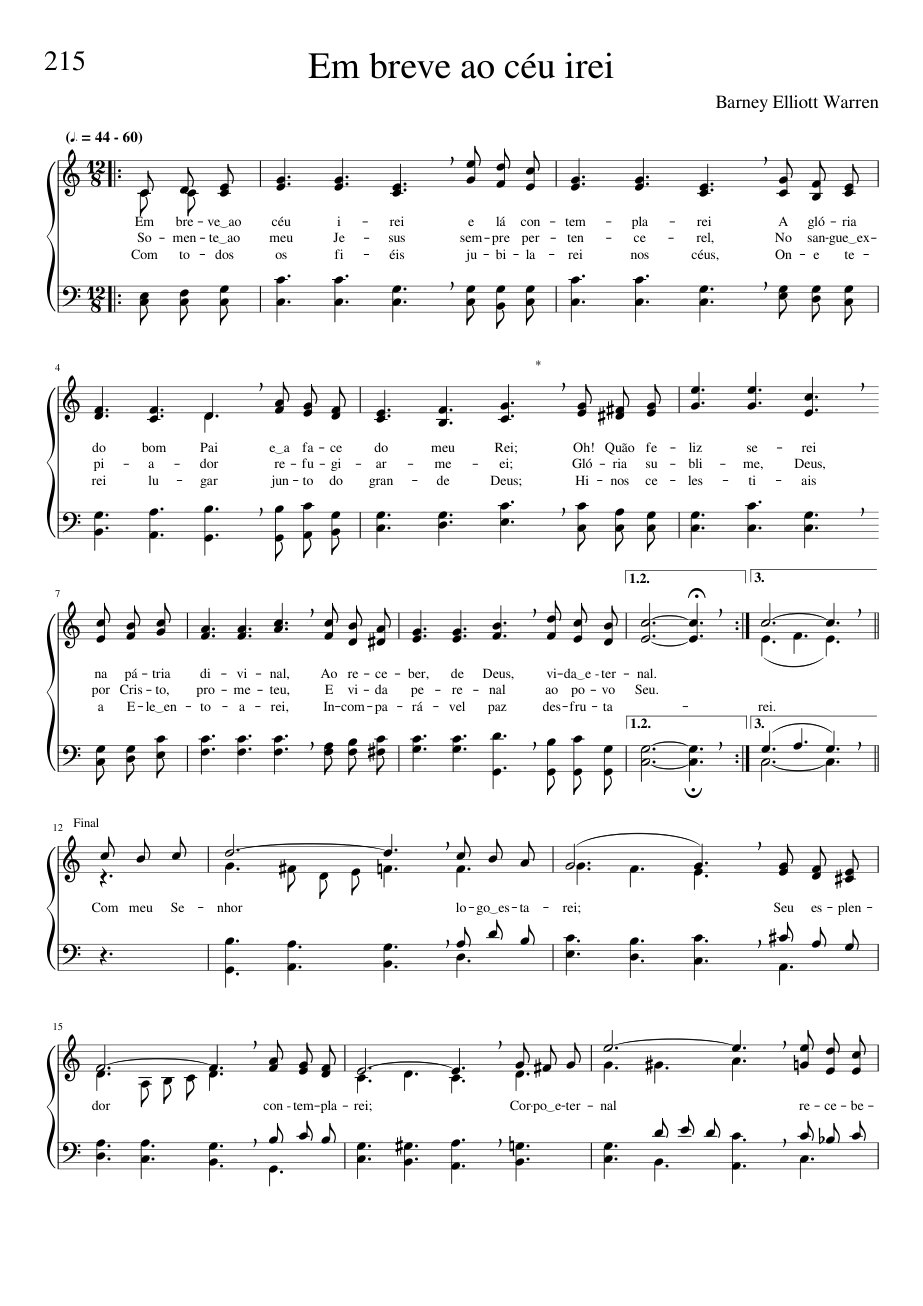 215
Em breve ao céu irei
Barney Elliott Warren
(♩. = 44 - 60)
12
8
Em bre – ve_ao céu i – rei e lá con – tem – pla – rei A gló – ria
So – men – te_ao meu Je – sus sem – pre per – ten – ce – rel, No san – gue_ex –
Com to – dos os fi – éis ju – bi – la – rei nos céus, On – e te –
12
8
4
*
do bom Pai e_a fa – ce do meu Rei; Oh! Quão fe – liz se – rei
pi – a – dor re – fu – gi – ar – me – ei; Gló – ria su – bli – me, Deus,
rei lu – gar jun – to do gran – de Deus; Hi – nos ce – les – ti – ais
7
1.2.
3.
na pá – tria di – vi – nal, Ao re – ce – ber, de Deus, vi – da_e - ter – nal.
por Cris – to, pro – me – teu, E vi – da pe – re – nal ao po – vo Seu.
a E – le_en – to – a – rei, In – com – pa – rá – vel paz des – fru – ta – rei.
1.2.
3.
12
Final
Com meu Se – nhor lo – go_es – ta – rei; Seu es – plen –
15
dor con - tem – pla – rei; Cor – po_e – ter – nal re – ce – be –